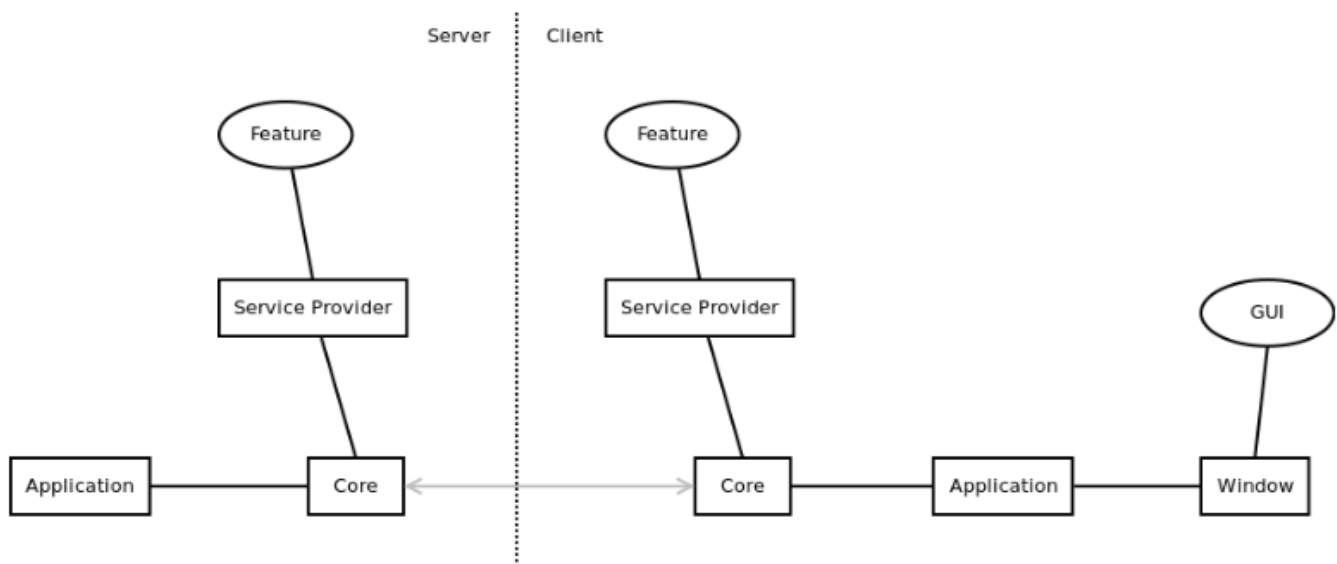 Server
Client
Feature
Feature
Service Provider
Service Provider
GUI
Application
Core
Core
Application
Window